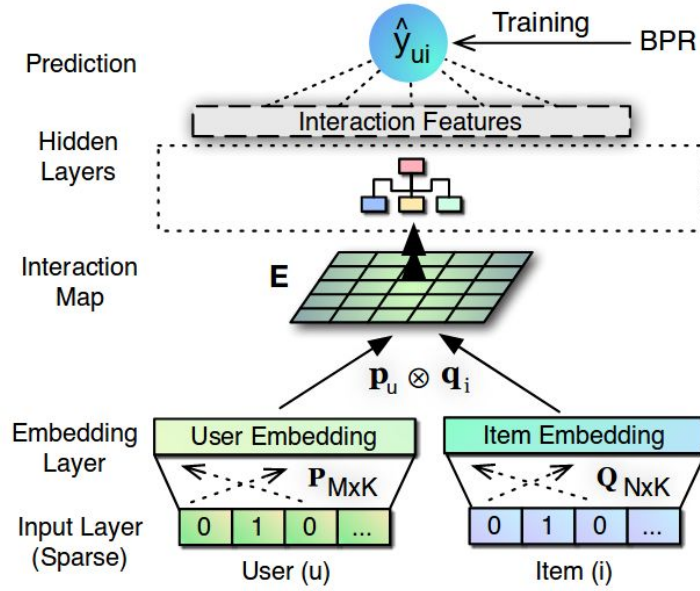 Prediction
ŷui
Training
BPR
Interaction Features
Hidden
Layers
Interaction
Map
E
pu ⊗ qi
Embedding
Layer
User Embedding
Item Embedding
PMxK
QNxK
Input Layer
(Sparse)
0 1 0 ...
0 1 0 ...
User (u)
Item (i)